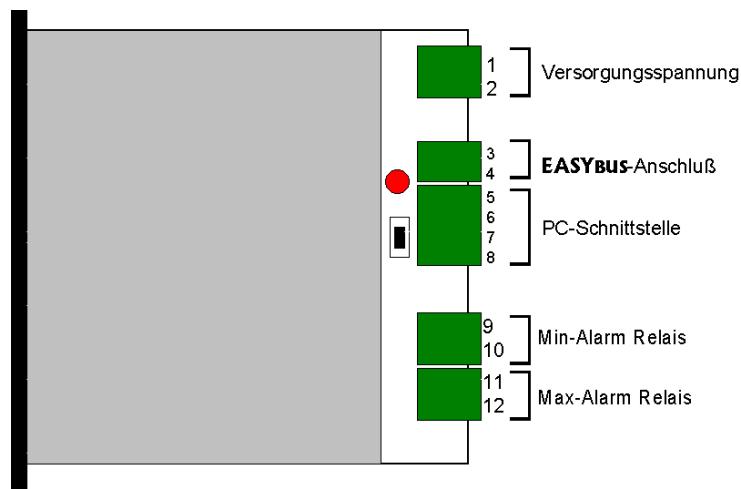 1
2
Versorgungsspannung
3
4
EASYBUS-Anschluß
5
6
7
8
PC-Schnittstelle
9
10
Min-Alarm Relais
11
12
Max-Alarm Relais